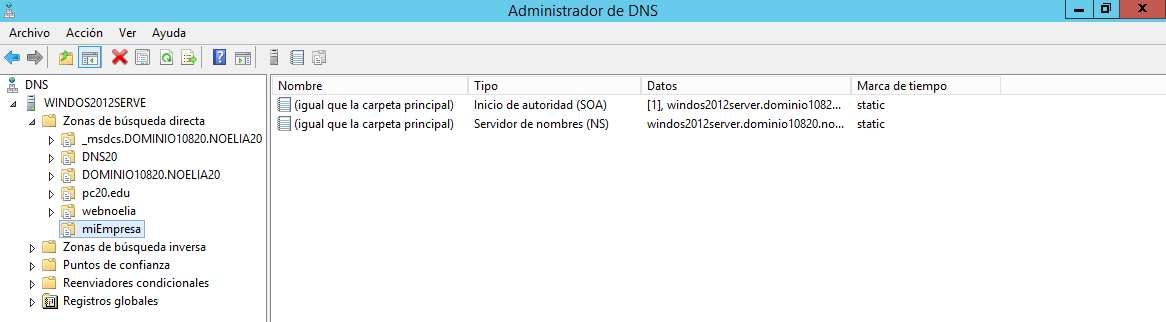 Administrador de DNS
Archivo Acción Ver Ayuda
DNS
WINDOS2012SERVE
Zonas de búsqueda directa
_msdcs.DOMINIO10820.NOELIA20
DNS20
DOMINIO10820.NOELIA20
pc20.edu
webnoelia
miEmpresa
Zonas de búsqueda inversa
Puntos de confianza
Reenviadores condicionales
Registros globales
Nombre Tipo Datos Marca de tiempo
(igual que la carpeta principal) Inicio de autoridad (SOA) [1], windos2012server.dominio1082... static
(igual que la carpeta principal) Servidor de nombres (NS) windos2012server.dominio10820.no... static